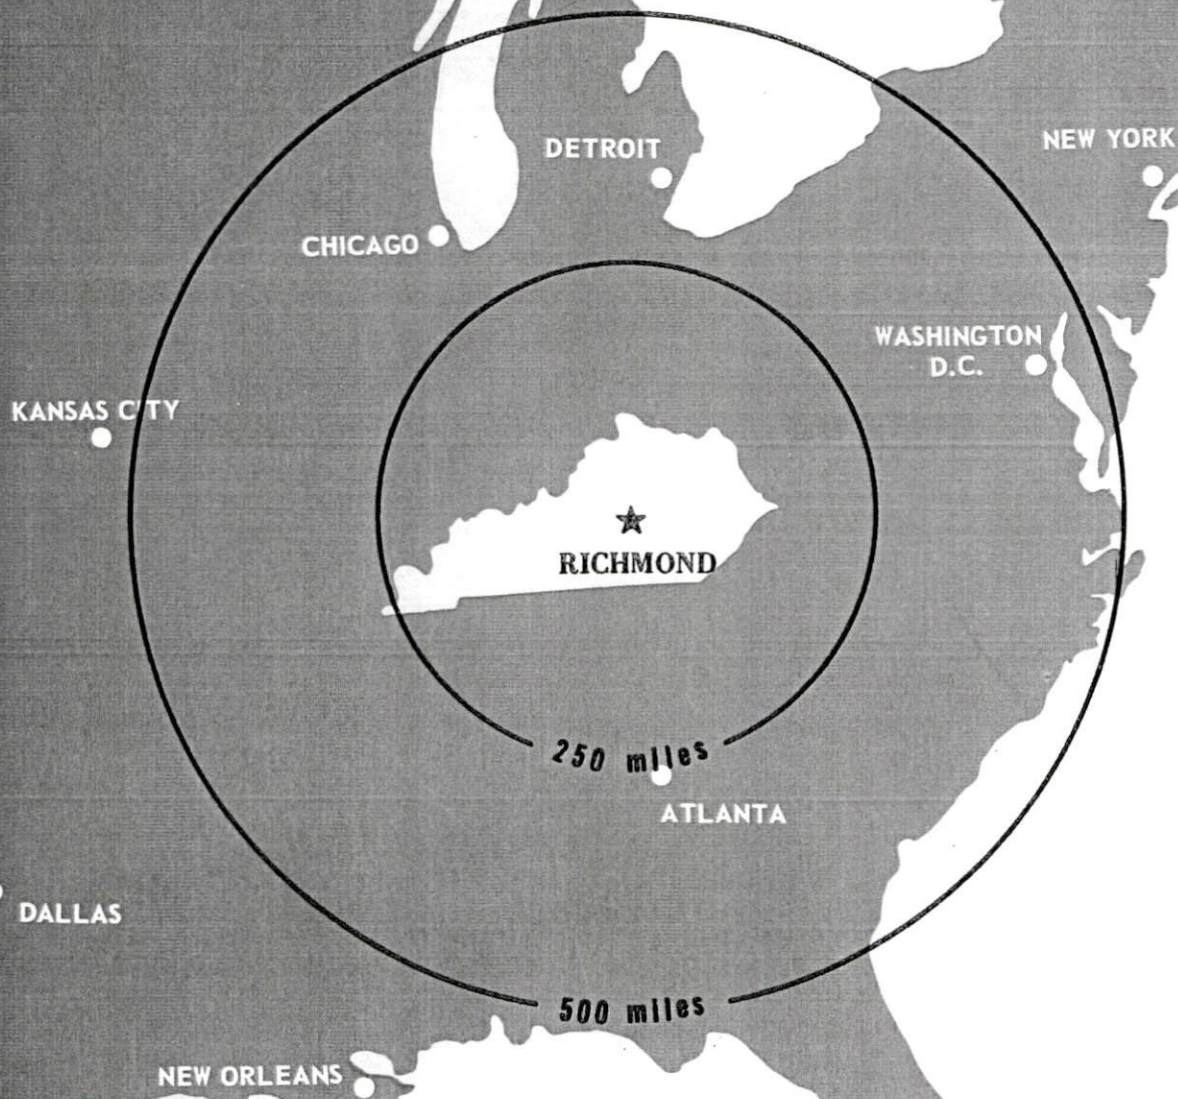 NEW YORK
DETROIT
CHICAGO
WASHINGTON
D.C.
KANSAS CITY
RICHMOND
250 miles
ATLANTA
DALLAS
500 miles
NEW ORLEANS